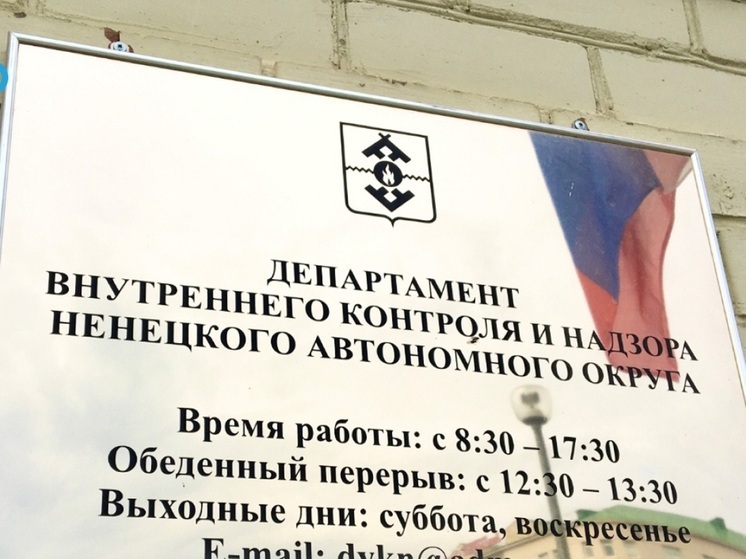 ДЕПАРТАМЕНТ
ВНУТРЕННЕГО КОНТРОЛЯ И НАДЗОРА
НЕНЕЦКОГО АВТОНОМНОГО ОКРУГА
Время работы: с 8:30 – 17:30
Обеденный перерыв: с 12:30 – 13:30
Выходные дни: суббота, воскресенье
E-mail: